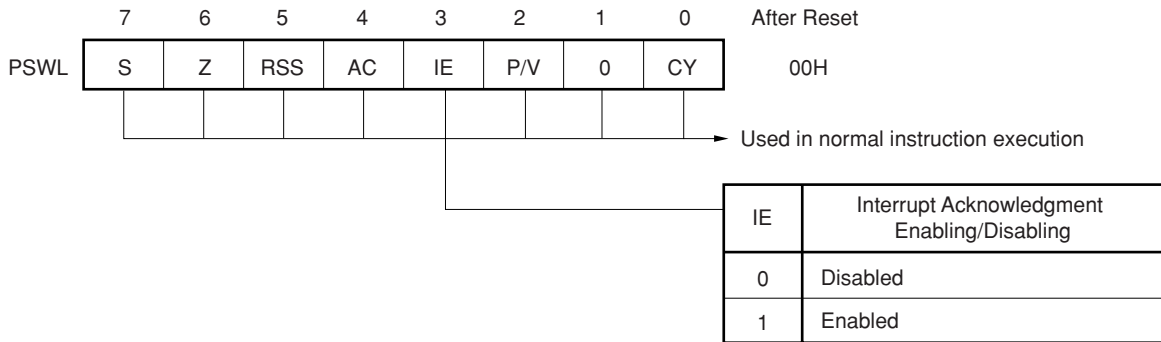 7 6 5 4 3 2 1 0 After Reset
PSWL S Z RSS AC IE P/V 0 CY 00H
Used in normal instruction execution
IE Interrupt Acknowledgment
Enabling/Disabling
0 Disabled
1 Enabled